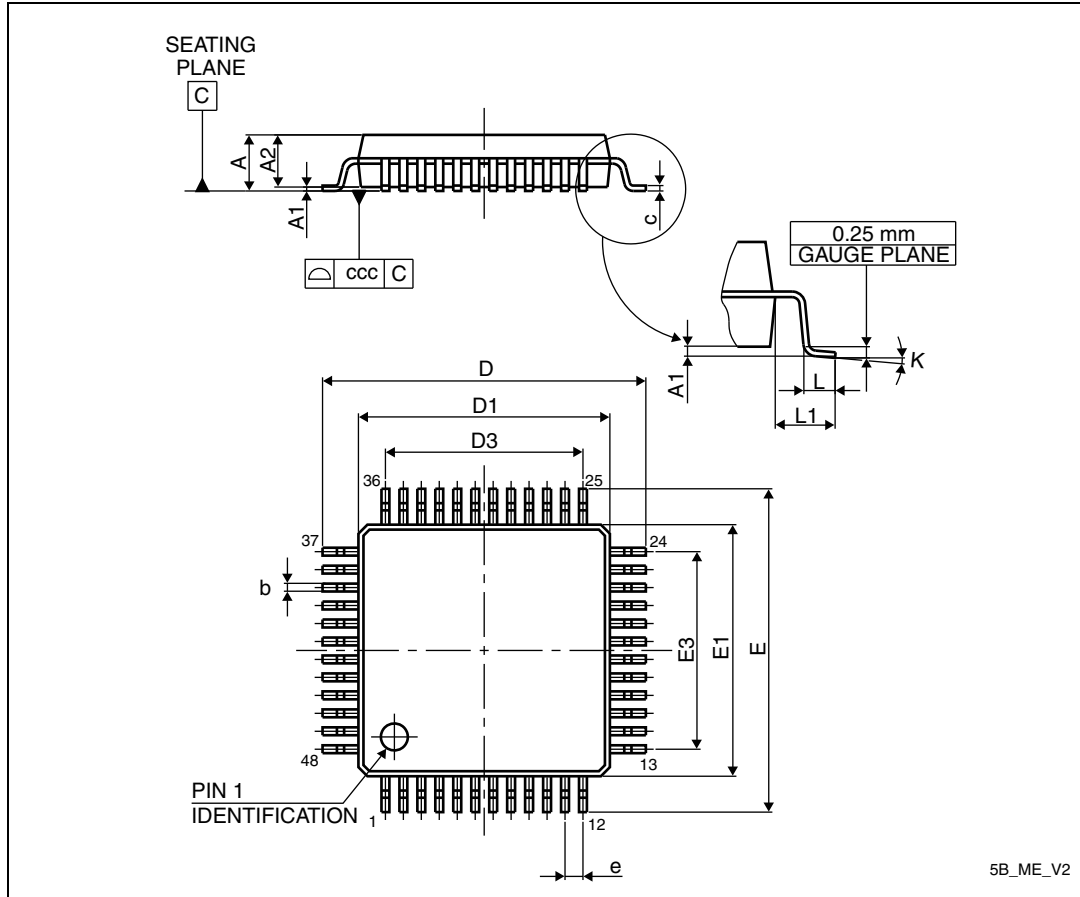 SEATING
PLANE
C
A
A2
A1
c
ccc C
0.25 mm
GAUGE PLANE
A1
K
L
L1
D
D1
D3
36
25
37
24
b
E3
E1
E
48
13
PIN 1
IDENTIFICATION
1
12
e
5B_ME_V2